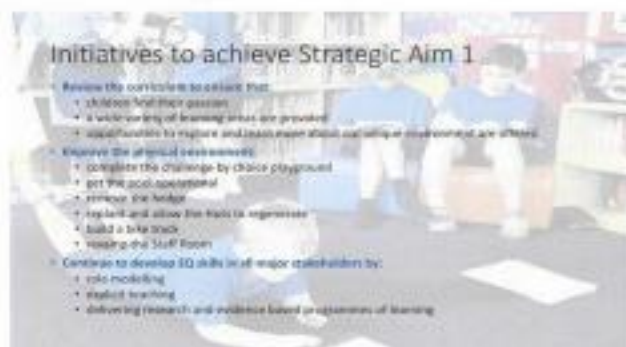 Initiatives to achieve Strategic Aim 1
Review the curriculum to ensure that:
• children find their passion
• a wide variety of learning areas are provided
• opportunities to explore and learn more about our unique environment are offered
Improve the physical environment:
• complete the challenge by choice playground
• get the pool operational
• remove the hedge
• replant and allow the to regenerate
• build a bike track
• the Staff Room
Continue to develop EQ skills in all major stakeholders by:
• role modelling
• explicit teaching
• delivering research and evidence based programmes of learning